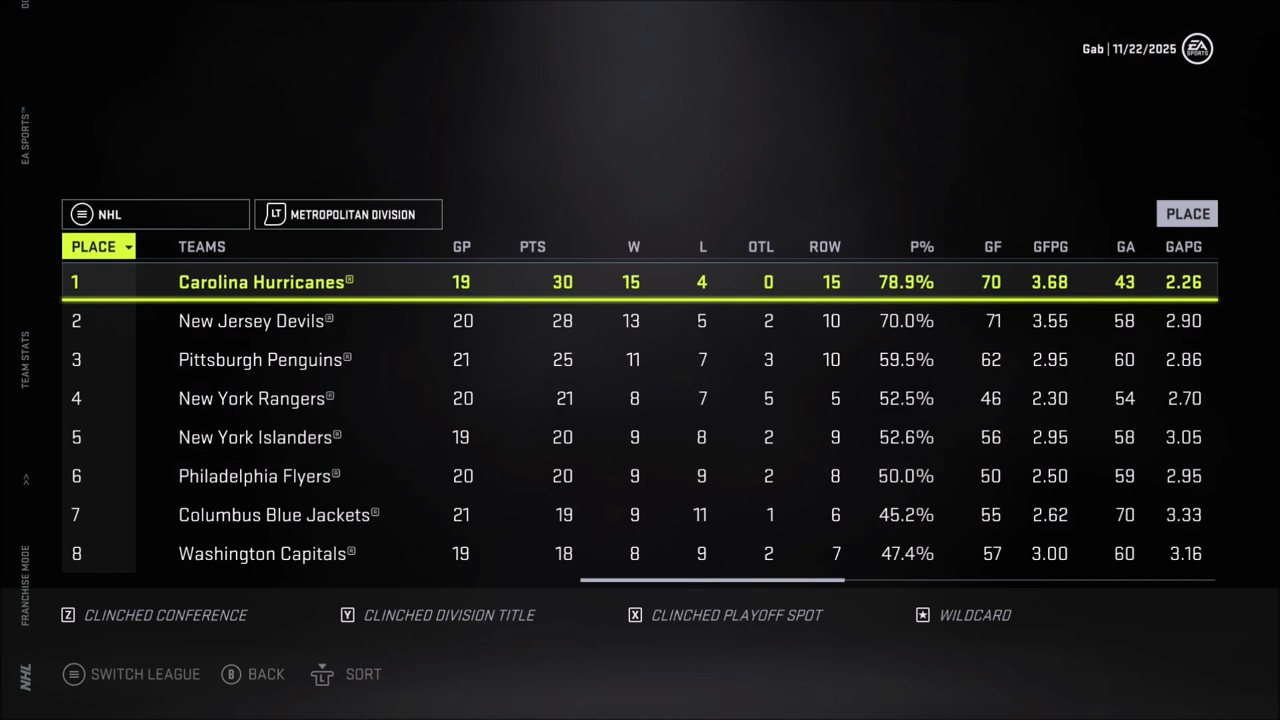 Gab | 11/22/2025 EA SPORTS
NHL LT METROPOLITAN DIVISION PLACE
PLACE TEAMS GP PTS W L OTL ROW P% GF GFPG GA GAPG
1 Carolina Hurricanes® 19 30 15 4 0 15 78.9% 70 3.68 43 2.26
2 New Jersey Devils® 20 28 13 5 2 10 70.0% 71 3.55 58 2.90
3 Pittsburgh Penguins® 21 25 11 7 3 10 59.5% 62 2.95 60 2.86
4 New York Rangers® 20 21 8 7 5 5 52.5% 46 2.30 54 2.70
5 New York Islanders® 19 20 9 8 2 9 52.6% 56 2.95 58 3.05
6 Philadelphia Flyers® 20 20 9 9 2 8 50.0% 50 2.50 59 2.95
7 Columbus Blue Jackets® 21 19 9 11 1 6 45.2% 55 2.62 70 3.33
8 Washington Capitals® 19 18 8 9 2 7 47.4% 57 3.00 60 3.16
Z CLINCHED CONFERENCE Y CLINCHED DIVISION TITLE X CLINCHED PLAYOFF SPOT ★ WILDCARD
SWITCH LEAGUE B BACK L SORT
NHL FRANCHISE MODE >> TEAM STATS EA SPORTS™